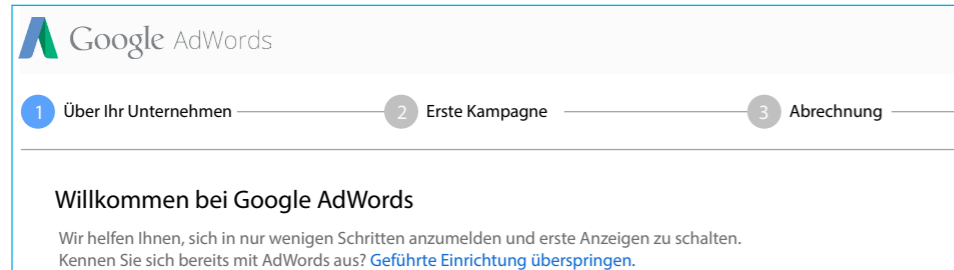 Google AdWords
1 Über Ihr Unternehmen 2 Erste Kampagne 3 Abrechnung
Willkommen bei Google AdWords
Wir helfen Ihnen, sich in nur wenigen Schritten anzumelden und erste Anzeigen zu schalten.
Kennen Sie sich bereits mit AdWords aus? Geführte Einrichtung überspringen.